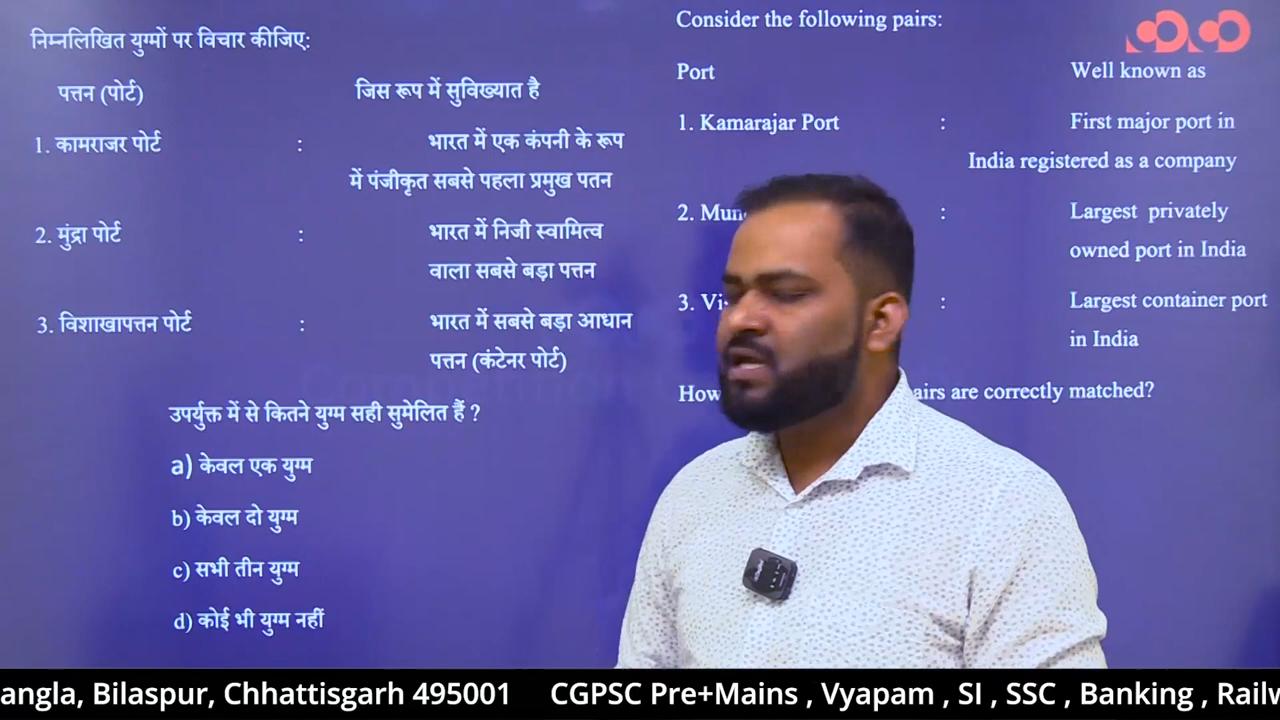 निम्नलिखित युग्मों पर विचार कीजिए:
पत्तन (पोर्ट) जिस रूप में सुविख्यात है
1. कामराजर पोर्ट : भारत में एक कंपनी के रूप
में पंजीकृत सबसे पहला प्रमुख पतन
2. मुंद्रा पोर्ट : भारत में निजी स्वामित्व
वाला सबसे बड़ा पत्तन
3. विशाखापत्तन पोर्ट : भारत में सबसे बड़ा आधान
पत्तन (कंटेनर पोर्ट)
उपर्युक्त में से कितने युग्म सही सुमेलित हैं ?
a) केवल एक युग्म
b) केवल दो युग्म
c) सभी तीन युग्म
d) कोई भी युग्म नहीं
Consider the following pairs:
Port Well known as
1. Kamarajar Port : First major port in
India registered as a company
2. : Largest privately
owned port in India
3. : Largest container port
in India
How are correctly matched?
angla, Bilaspur, Chhattisgarh 495001 CGPSC Pre+Mains , Vyapam , SI , SSC , Banking , Railw